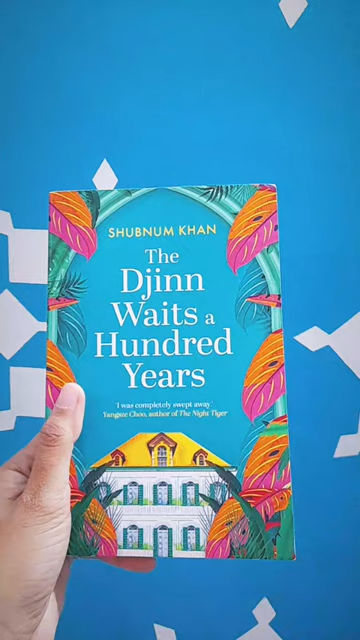 SHUBNUM KHAN
The
Djinn
Waits a
Hundred
Years
'I was completely swept away.'
Yangsze Choo, author of The Night Tiger